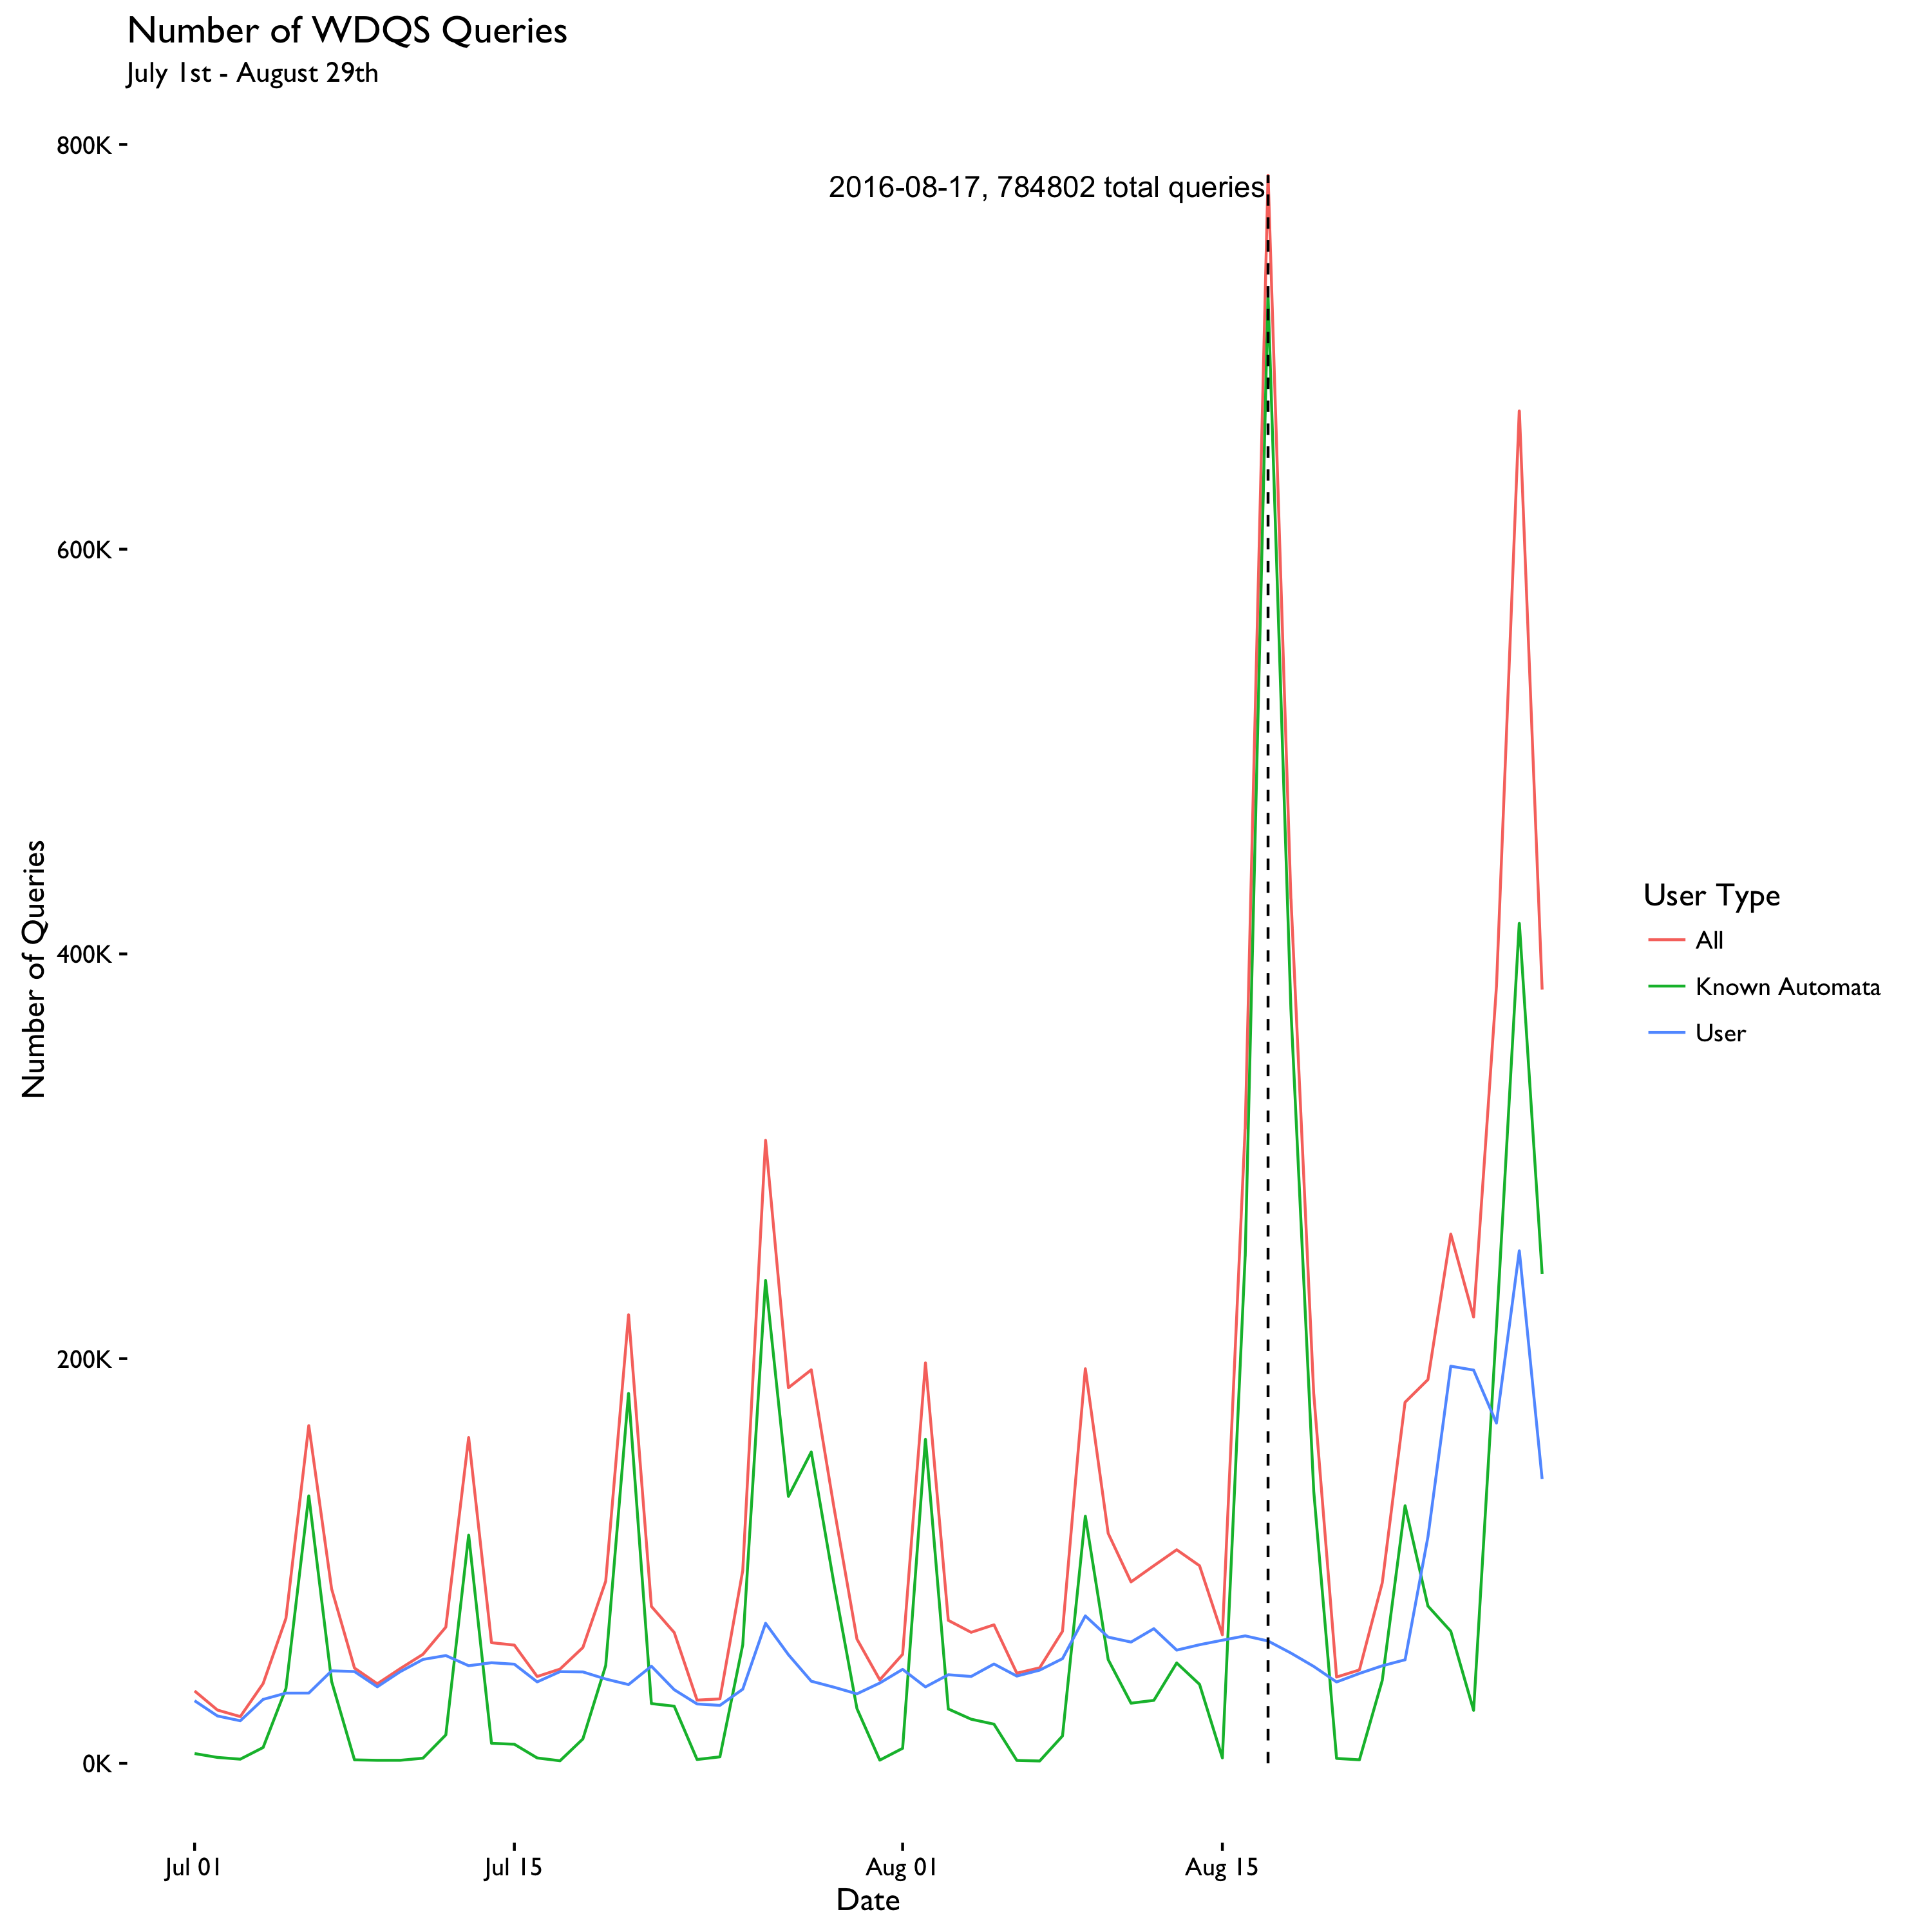 Number of WDQS Queries
July 1st - August 29th
800K
2016-08-17, 784802 total queries
600K
400K
200K
0K
Number of Queries
User Type
All
Known Automata
User
Jul 01
Jul 15
Aug 01
Aug 15
Date